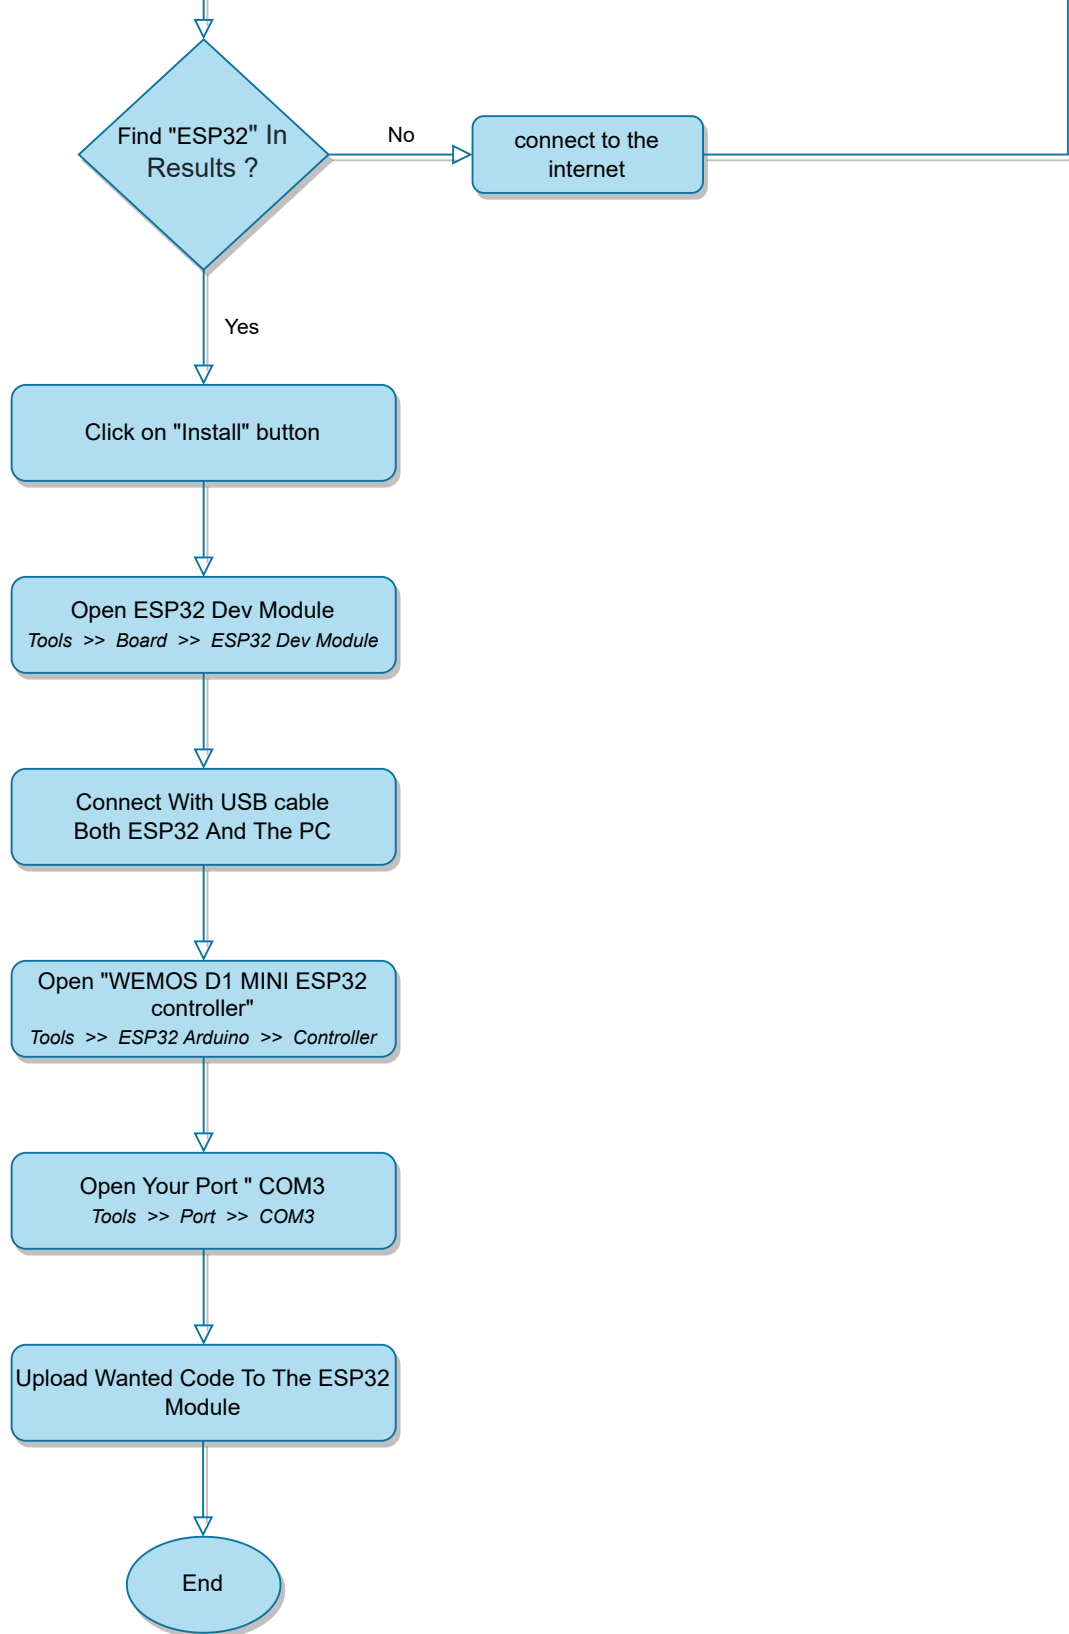 Find "ESP32" In
Results ?
No
connect to the
internet
Yes
Click on "Install" button
Open ESP32 Dev Module
Tools >> Board >> ESP32 Dev Module
Connect With USB cable
Both ESP32 And The PC
Open "WEMOS D1 MINI ESP32
controller"
Tools >> ESP32 Arduino >> Controller
Open Your Port " COM3
Tools >> Port >> COM3
Upload Wanted Code To The ESP32
Module
End